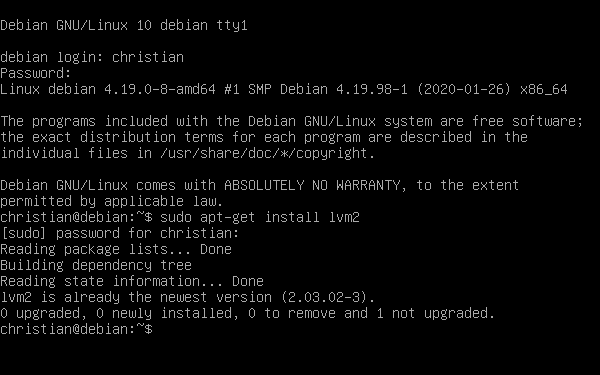 Debian GNU/Linux 10 debian tty1
debian login: christian
Password:
Linux debian 4.19.0-8-amd64 #1 SMP Debian 4.19.98-1 (2020-01-26) x86_64
The programs included with the Debian GNU/Linux system are free software;
the exact distribution terms for each program are described in the
individual files in /usr/share/doc/*/copyright.
Debian GNU/Linux comes with ABSOLUTELY NO WARRANTY, to the extent
permitted by applicable law.
christian@debian:~$ sudo apt-get install lvm2
[sudo] password for christian:
Reading package lists... Done
Building dependency tree
Reading state information... Done
lvm2 is already the newest version (2.03.02-3).
0 upgraded, 0 newly installed, 0 to remove and 1 not upgraded.
christian@debian:~$